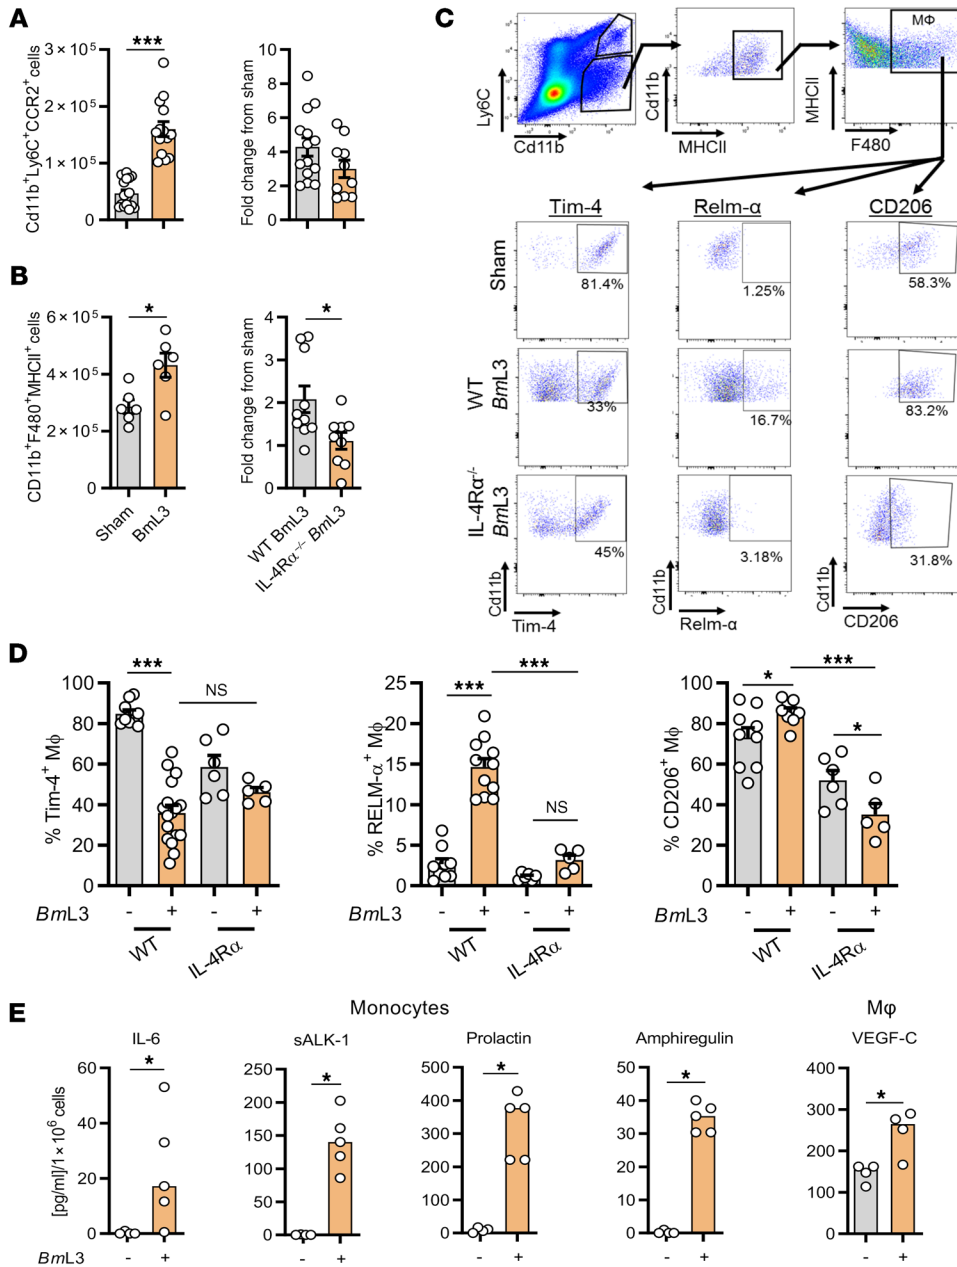 A
Cd11b+Ly6C+CCR2+ cells
3 × 10⁵
2 × 10⁵
1 × 10⁵
0
***
Fold change from sham
10
8
6
4
2
0
B
CD11b+F480+MHCII+ cells
6 × 10⁵
4 × 10⁵
2 × 10⁵
0
*
Sham
BmL3
Fold change from sham
4
3
2
1
0
*
WT BmL3
IL-4Rα⁻/⁻ BmL3
C
Ly6C
Cd11b
Cd11b
MHCII
MHCII
F480
MΦ
Tim-4
Relm-α
CD206
Sham
81.4%
1.25%
58.3%
WT
BmL3
33%
16.7%
83.2%
IL-4Rα⁻/⁻
BmL3
45%
3.18%
31.8%
Cd11b
Tim-4
Cd11b
Relm-α
Cd11b
CD206
D
% Tim-4+ Mϕ
100
80
60
40
20
0
***
NS
BmL3
- + - +
WT
IL-4Rα
% RELM-α+ Mϕ
25
20
15
10
5
0
***
***
NS
- + - +
WT
IL-4Rα
% CD206+ Mϕ
100
80
60
40
20
0
*
***
*
BmL3
- + - +
WT
IL-4Rα
E
Monocytes
Mφ
IL-6
[pg/ml]/1 × 10⁶ cells
60
40
20
0
*
BmL3
- +
sALK-1
250
200
150
100
50
0
*
- +
Prolactin
500
400
300
200
100
0
*
- +
Amphiregulin
50
40
30
20
10
0
*
- +
VEGF-C
400
300
200
100
0
*
- +